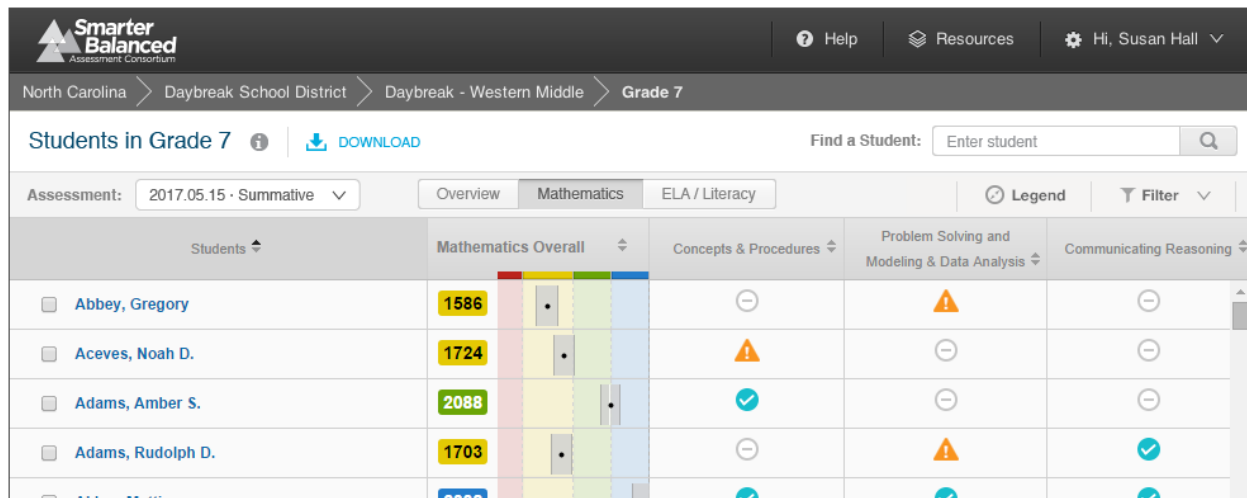 Smarter
Balanced
Assessment Consortium
Help
Resources
Hi, Susan Hall
North Carolina
Daybreak School District
Daybreak - Western Middle
Grade 7
Students in Grade 7
DOWNLOAD
Find a Student:
Enter student
Assessment:
2017.05.15 · Summative
Overview
Mathematics
ELA / Literacy
Legend
Filter
Students
Mathematics Overall
Concepts & Procedures
Problem Solving and
Modeling & Data Analysis
Communicating Reasoning
Abbey, Gregory
1586
Aceves, Noah D.
1724
Adams, Amber S.
2088
Adams, Rudolph D.
1703